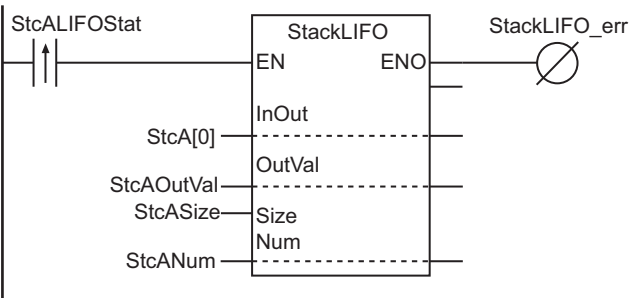 StcALIFOStat
StackLIFO
StackLIFO_err
EN
ENO
InOut
StcA[0]
OutVal
StcAOutVal
StcASize
Size
Num
StcANum